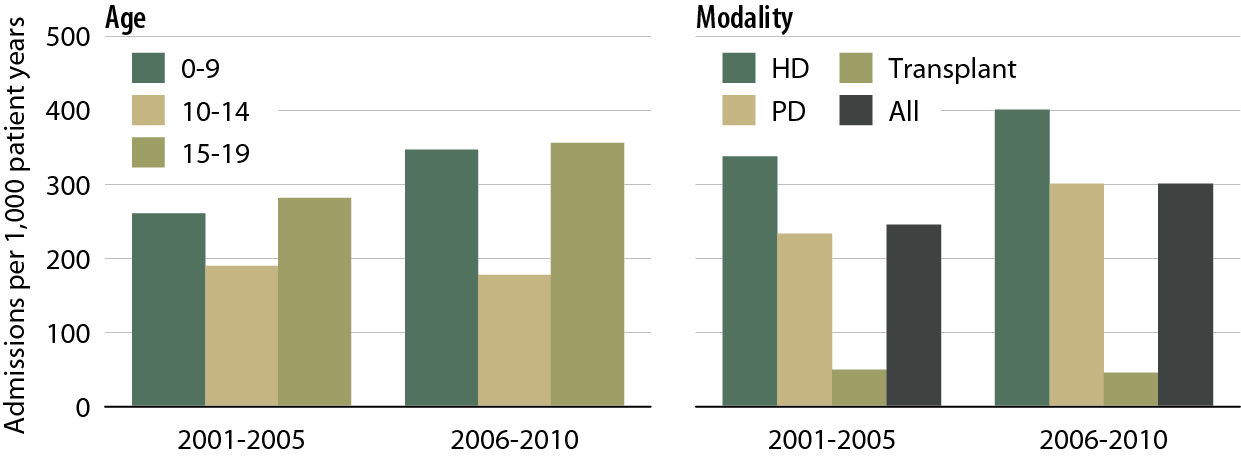 Admissions per 1,000 patient years
Age
500
400
300
200
100
0
0-9
10-14
15-19
2001-2005
2006-2010
Modality
HD
Transplant
PD
All
2001-2005
2006-2010